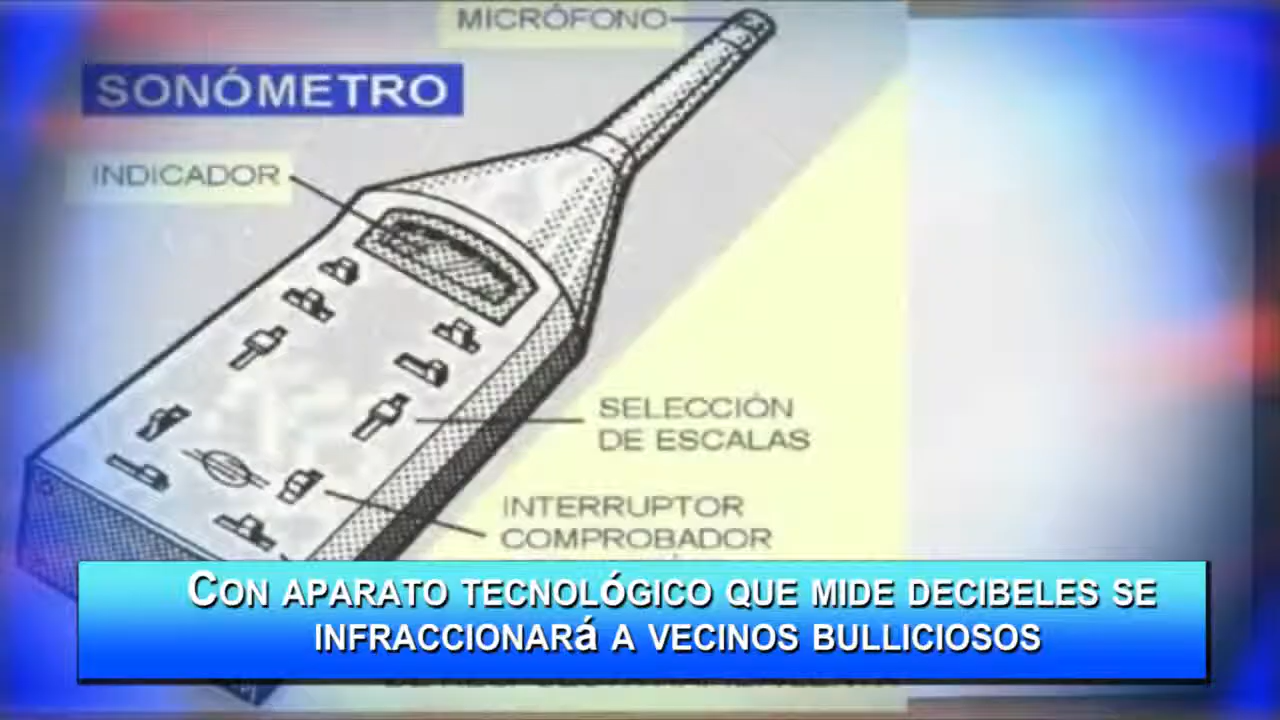 MICRÓFONO
SONÓMETRO
INDICADOR
SELECCIÓN
DE ESCALAS
INTERRUPTOR
COMPROBADOR
CON APARATO TECNOLÓGICO QUE MIDE DECIBELES SE
INFRACCIONARá A VECINOS BULLICIOSOS